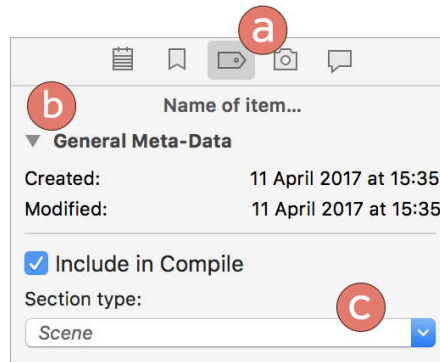 a
b
Name of item…
General Meta-Data
Created: 11 April 2017 at 15:35
Modified: 11 April 2017 at 15:35
Include in Compile
Section type:
c
Scene